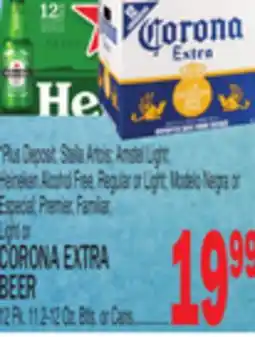 12
Corona
Extra
He
*Plus Deposit, Stella Artois; Amstel Light;
Heineken Alcohol Free, Regular or Light; Modelo Negra or
Especial, Premier, Familiar,
Light or
CORONA EXTRA
BEER
12 Pk. 11.2-12 Oz. Btls. or Cans
19.99